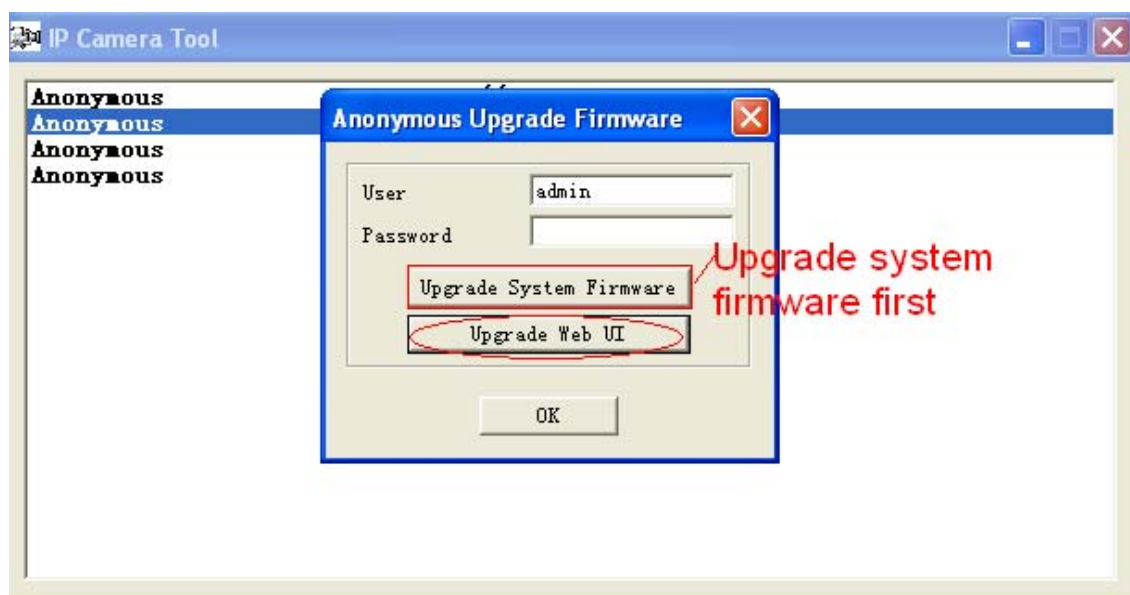 IP Camera Tool
Anonymous
Anonymous
Anonymous
Anonymous
Anonymous Upgrade Firmware
User admin
Password
Upgrade System Firmware
Upgrade Web UI
OK
Upgrade system
firmware first